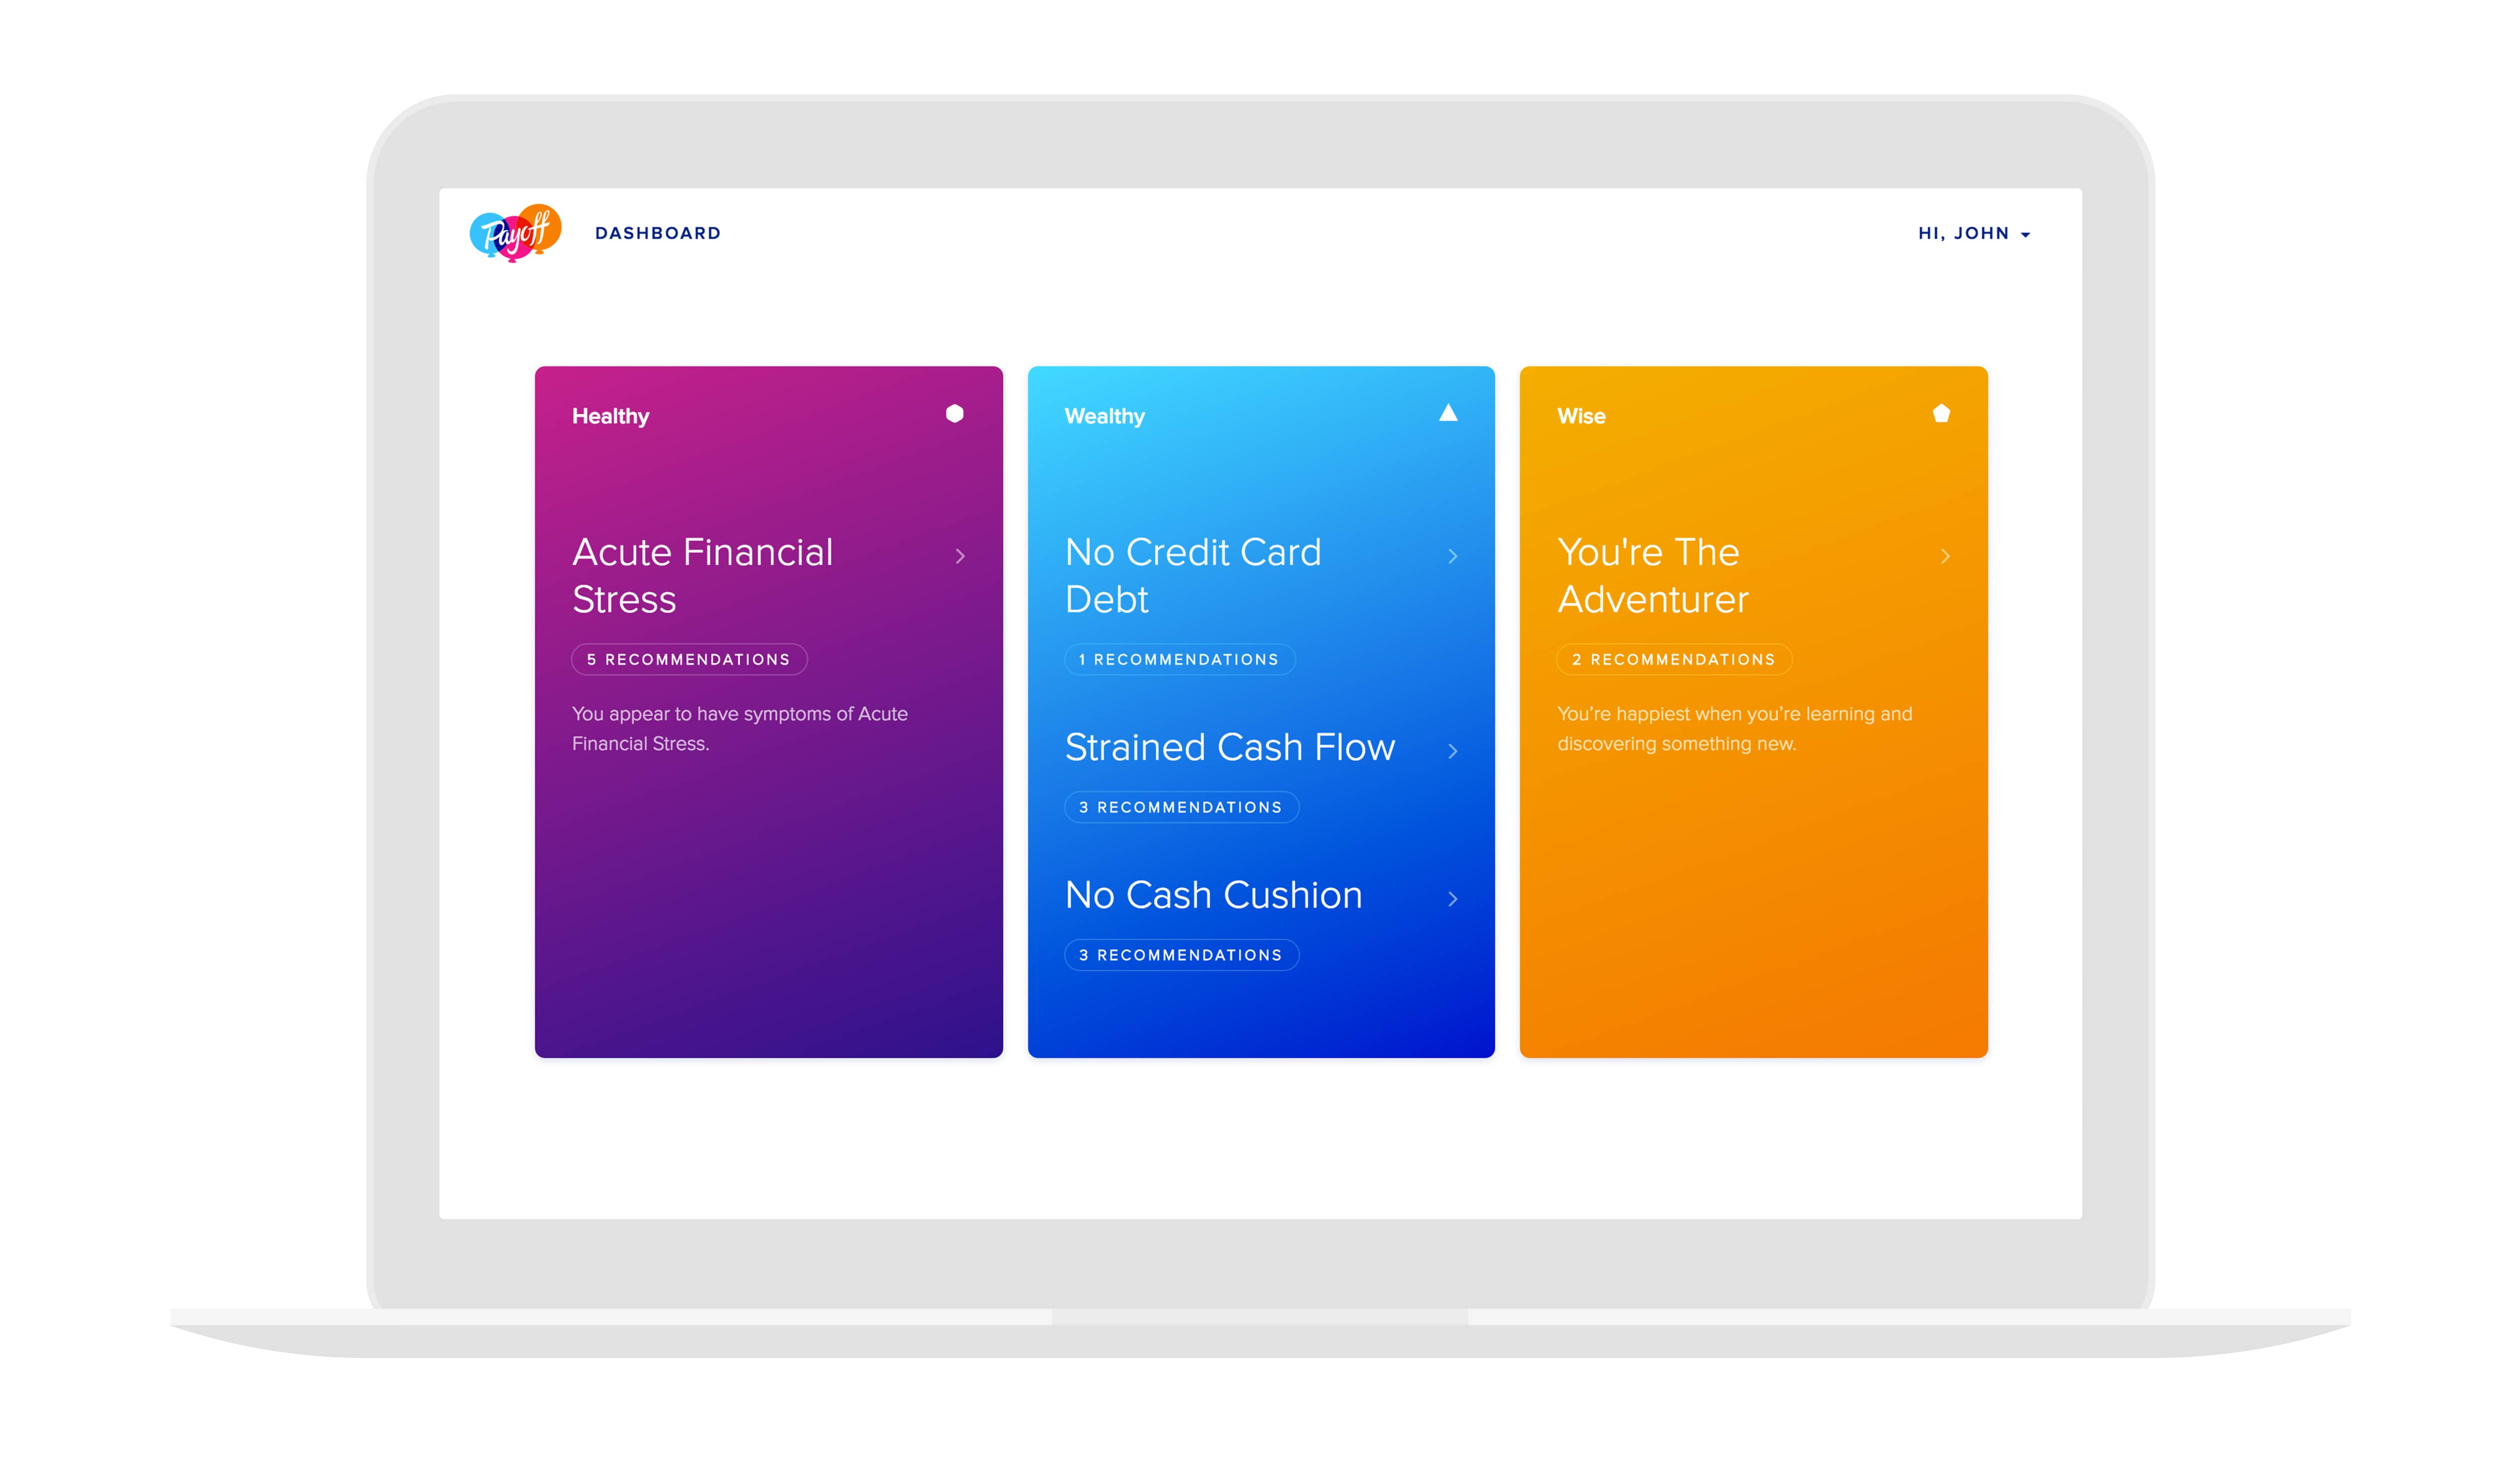 Payoff
DASHBOARD
HI, JOHN
Healthy
Acute Financial
Stress
5 RECOMMENDATIONS
You appear to have symptoms of Acute
Financial Stress.
Wealthy
No Credit Card
Debt
1 RECOMMENDATIONS
Strained Cash Flow
3 RECOMMENDATIONS
No Cash Cushion
3 RECOMMENDATIONS
Wise
You're The
Adventurer
2 RECOMMENDATIONS
You’re happiest when you’re learning and
discovering something new.